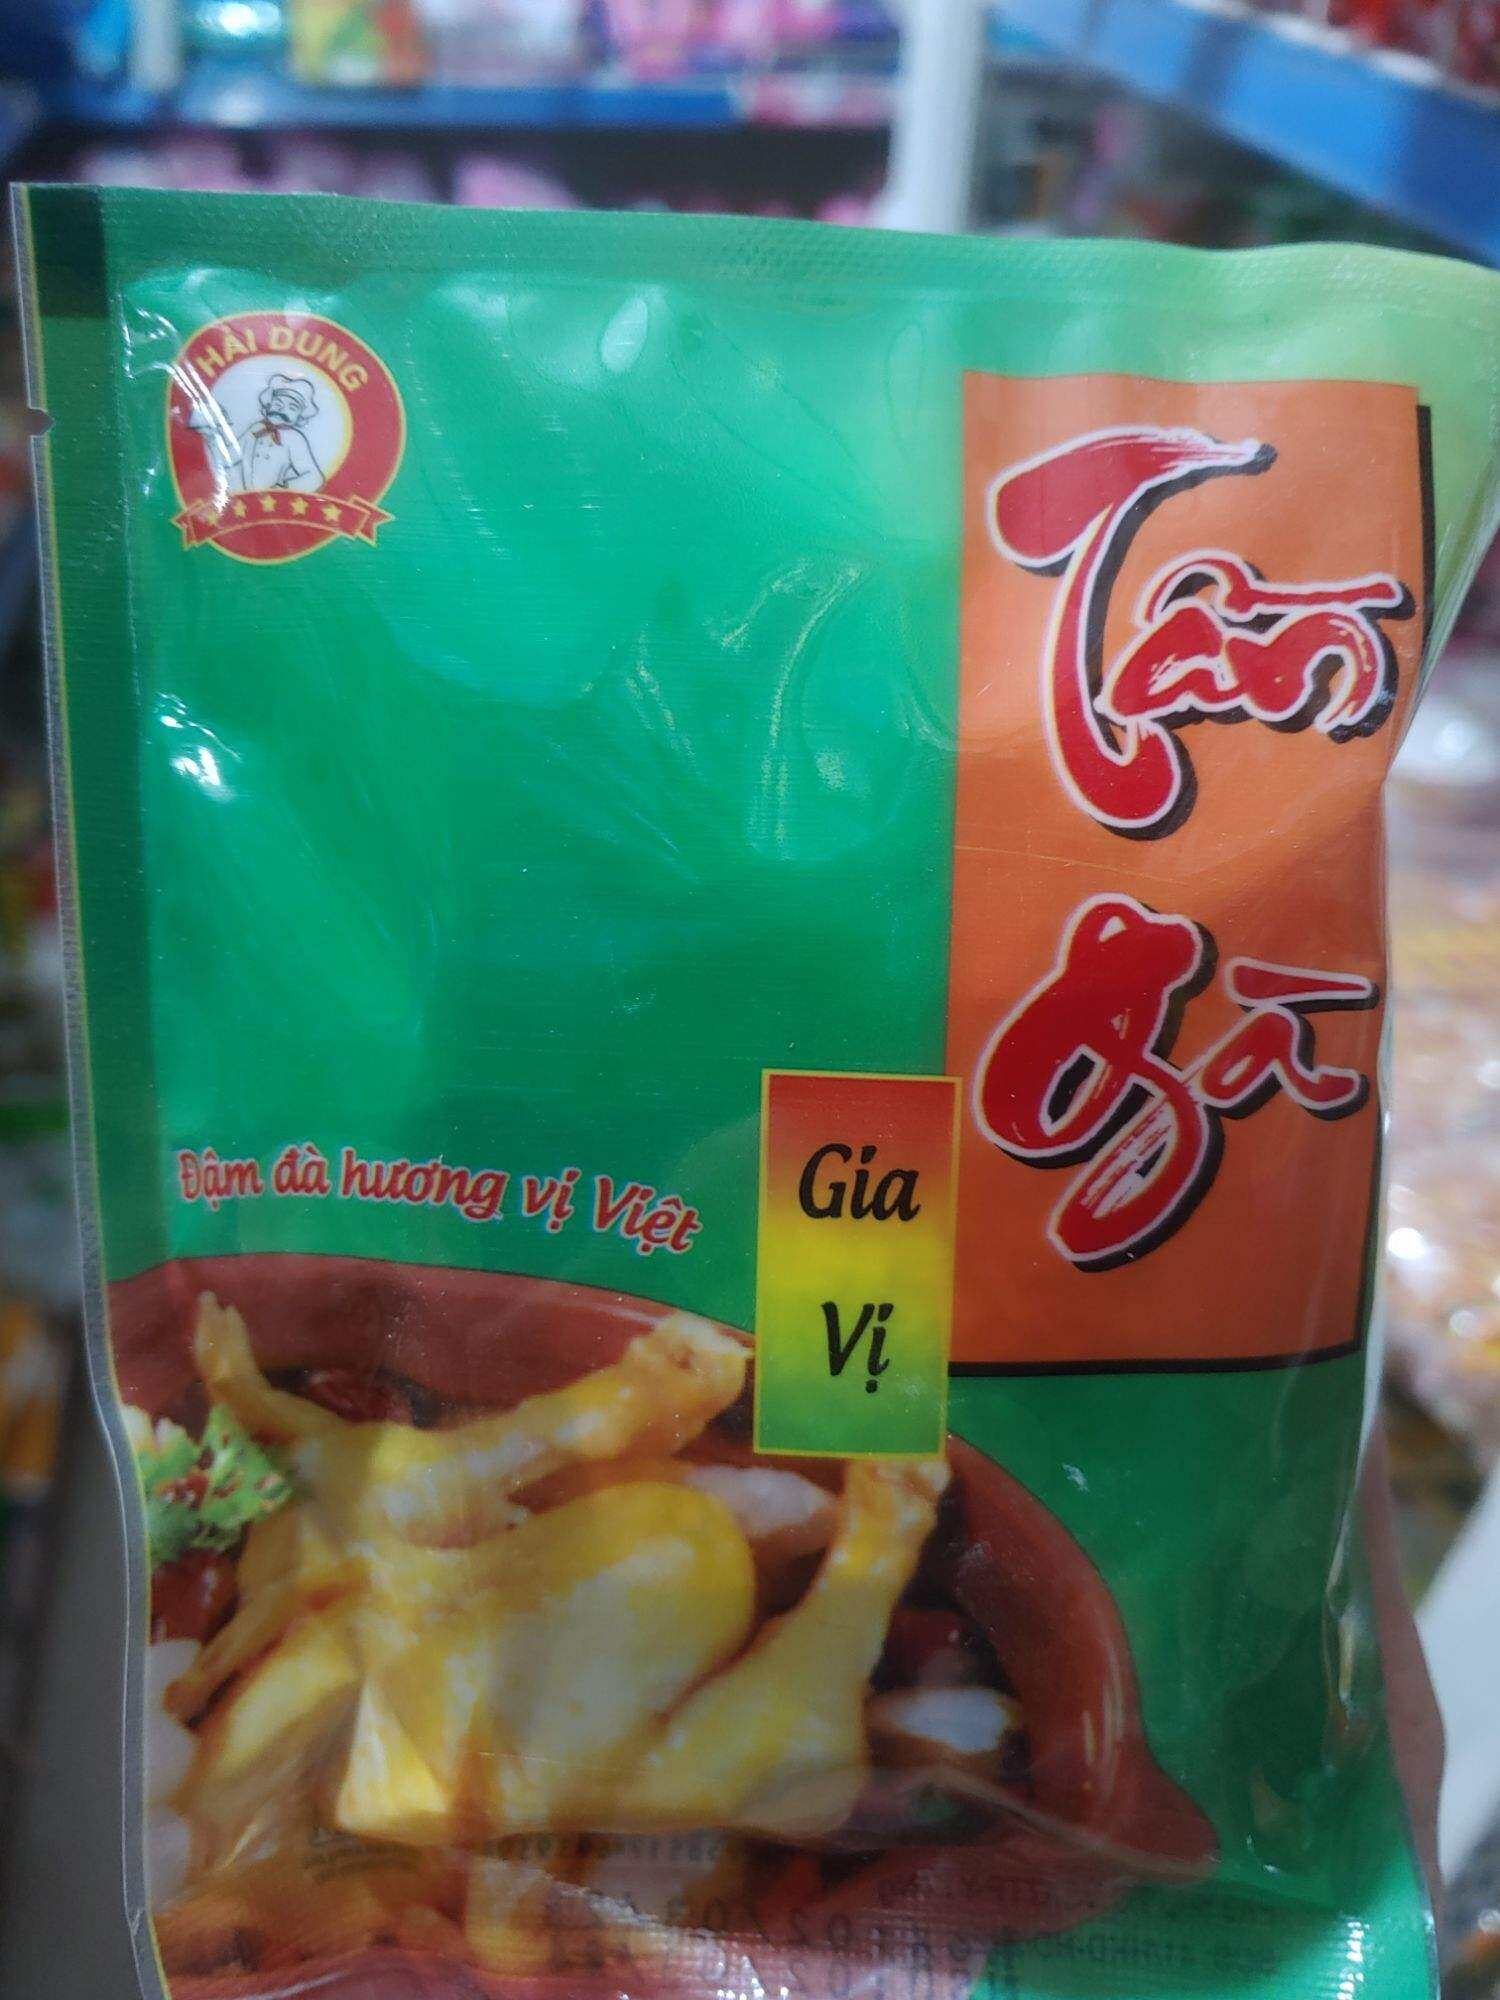 HẢI DUNG
Tần
gà
Gia
Vị
Đậm đà hương vị Việt